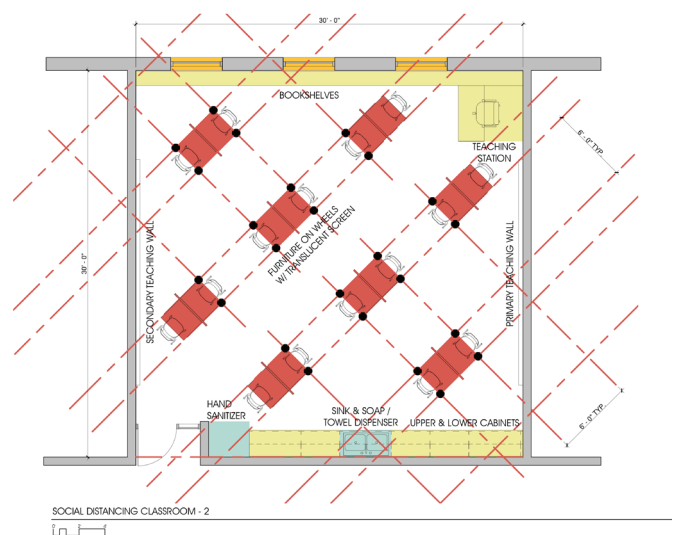 30' - 0"
BOOKSHELVES
TEACHING
STATION
6' - 0" TYP.
30' - 0"
SECONDARY TEACHING WALL
FURNITURE ON WHEELS
W/ TRANSLUCENT SCREEN
PRIMARY TEACHING WALL
HAND
SANITIZER
SINK & SOAP /
TOWEL DISPENSER
UPPER & LOWER CABINETS
6' - 0" TYP.
SOCIAL DISTANCING CLASSROOM - 2